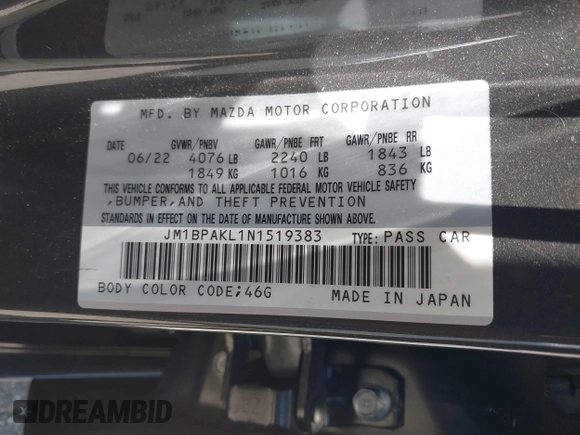 MFD. BY MAZDA MOTOR CORPORATION
DATE GVWR/PNBV GAWR/PNBE FRT GAWR/PNBE RR
06/22 4076 LB 2240 LB 1843 LB
1849 KG 1016 KG 836 KG
THIS VEHICLE CONFORMS TO ALL APPLICABLE FEDERAL MOTOR VEHICLE SAFETY
,BUMPER,AND THEFT PREVENTION
STANDARDS IN EFFECT ON THE DATE OF MANUFACTURE SHOWN ABOVE.
JM1BPAKL1N1519383 TYPE: PASS CAR
BODY COLOR CODE;46G MADE IN JAPAN
DREAMBID